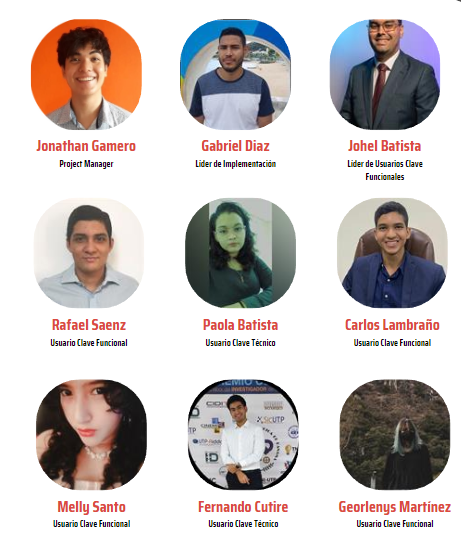 Jonathan Gamero
Project Manager
Gabriel Diaz
Líder de Implementación
Johel Batista
Líder de Usuarios Clave
Funcionales
Rafael Saenz
Usuario Clave Funcional
Paola Batista
Usuario Clave Técnico
Carlos Lambraño
Usuario Clave Funcional
UTP
Melly Santo
Usuario Clave Funcional
Fernando Cutire
Usuario Clave Técnico
Georlenys Martínez
Usuario Clave Funcional